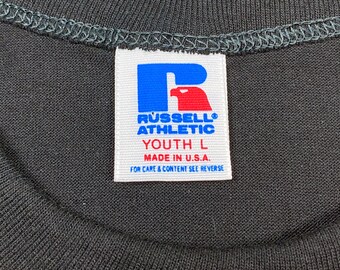 RUSSELL®
ATHLETIC
YOUTH L
MADE IN U.S.A.
FOR CARE & CONTENT SEE REVERSE